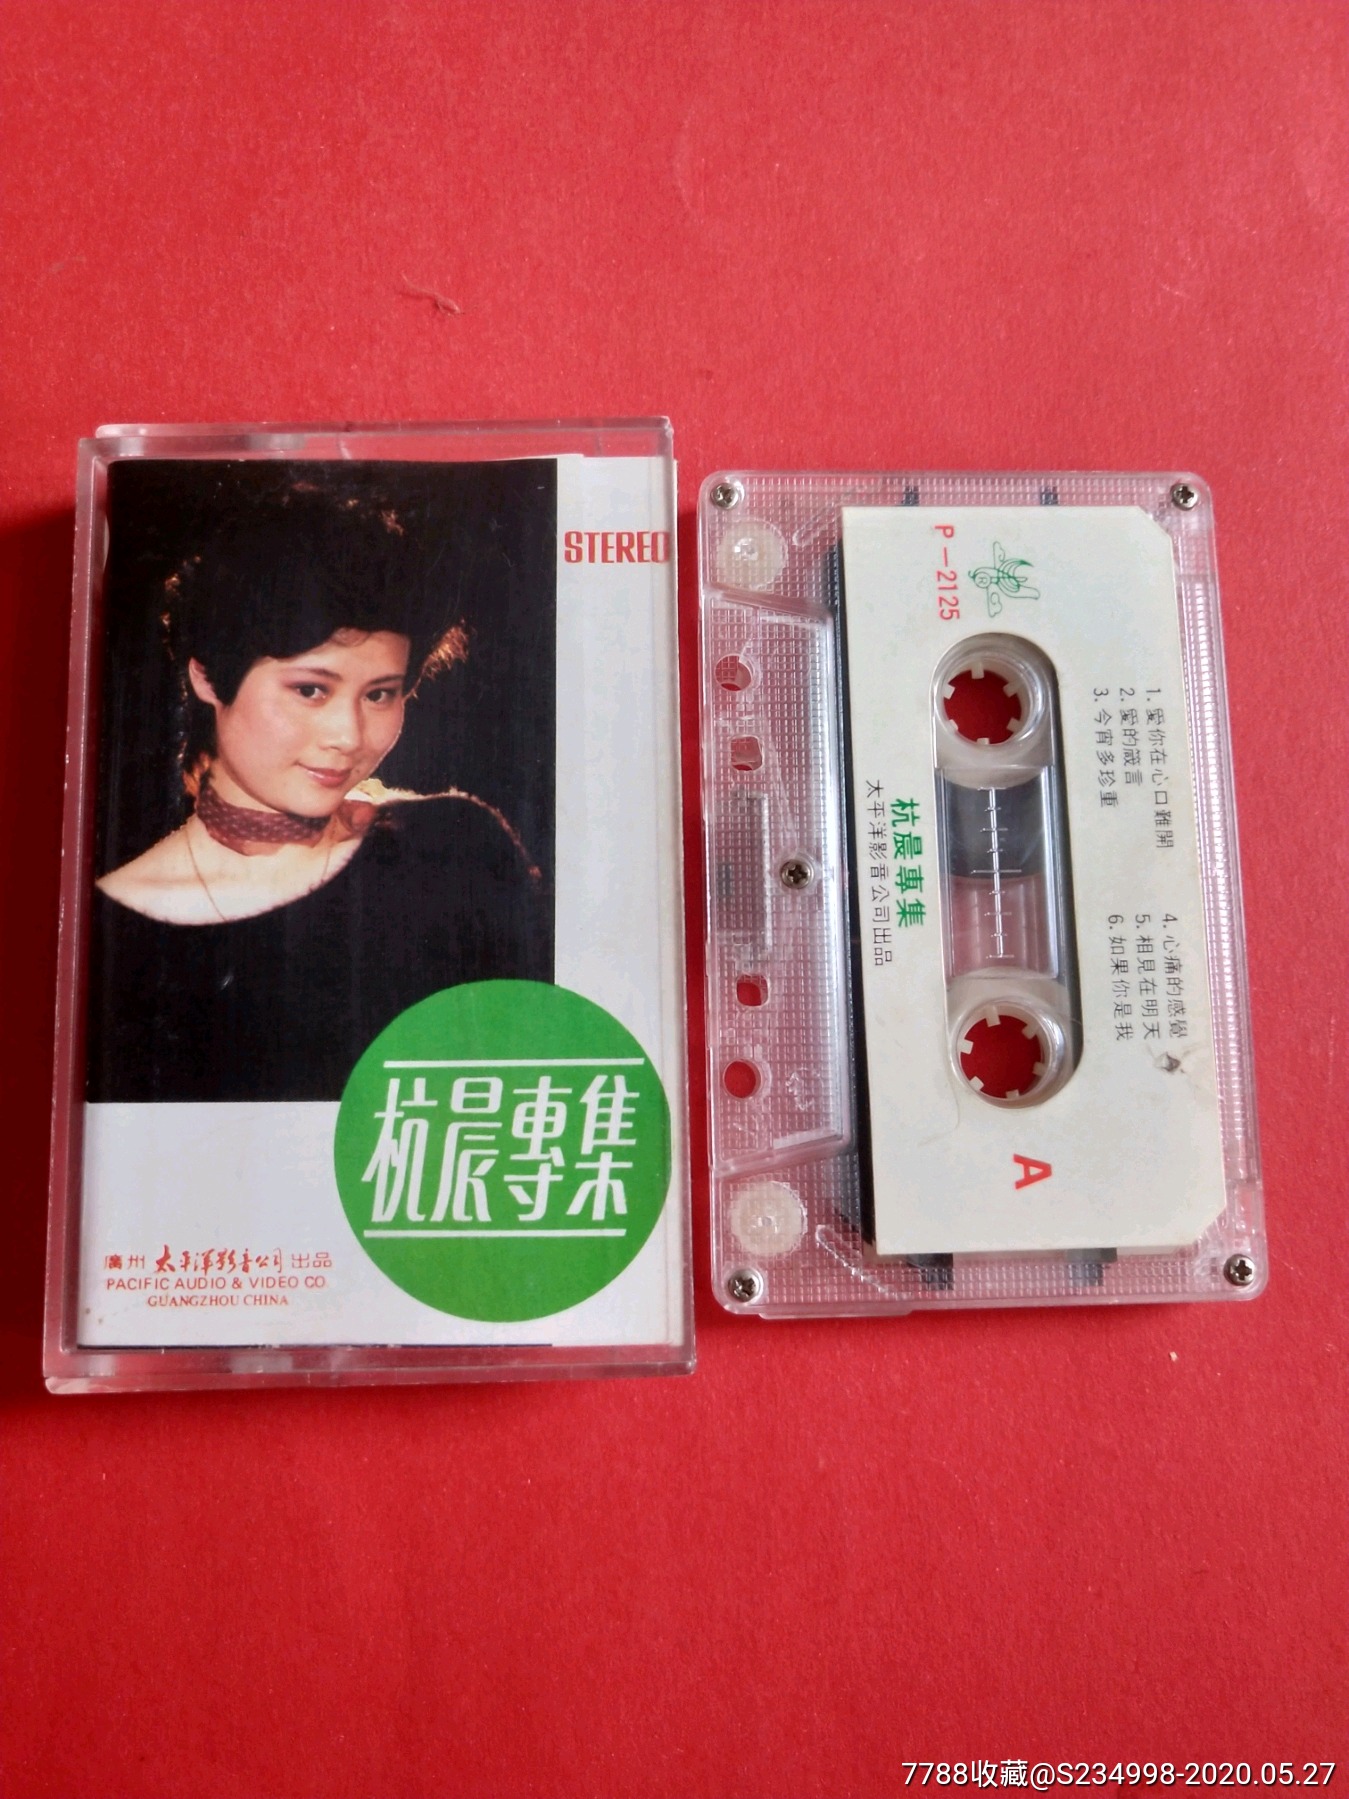 STEREO
杭晨專集
廣州 太平洋影音公司 出品
PACIFIC AUDIO & VIDEO CO
GUANGZHOU CHINA
P—2125
1. 愛你在心口難開
2. 愛的箴言
3. 今宵多珍重
4. 心痛的感覺
5. 相見在明天
6. 如果你是我
杭晨專集
太平洋影音公司出品
A
7788收藏@S234998-2020.05.27